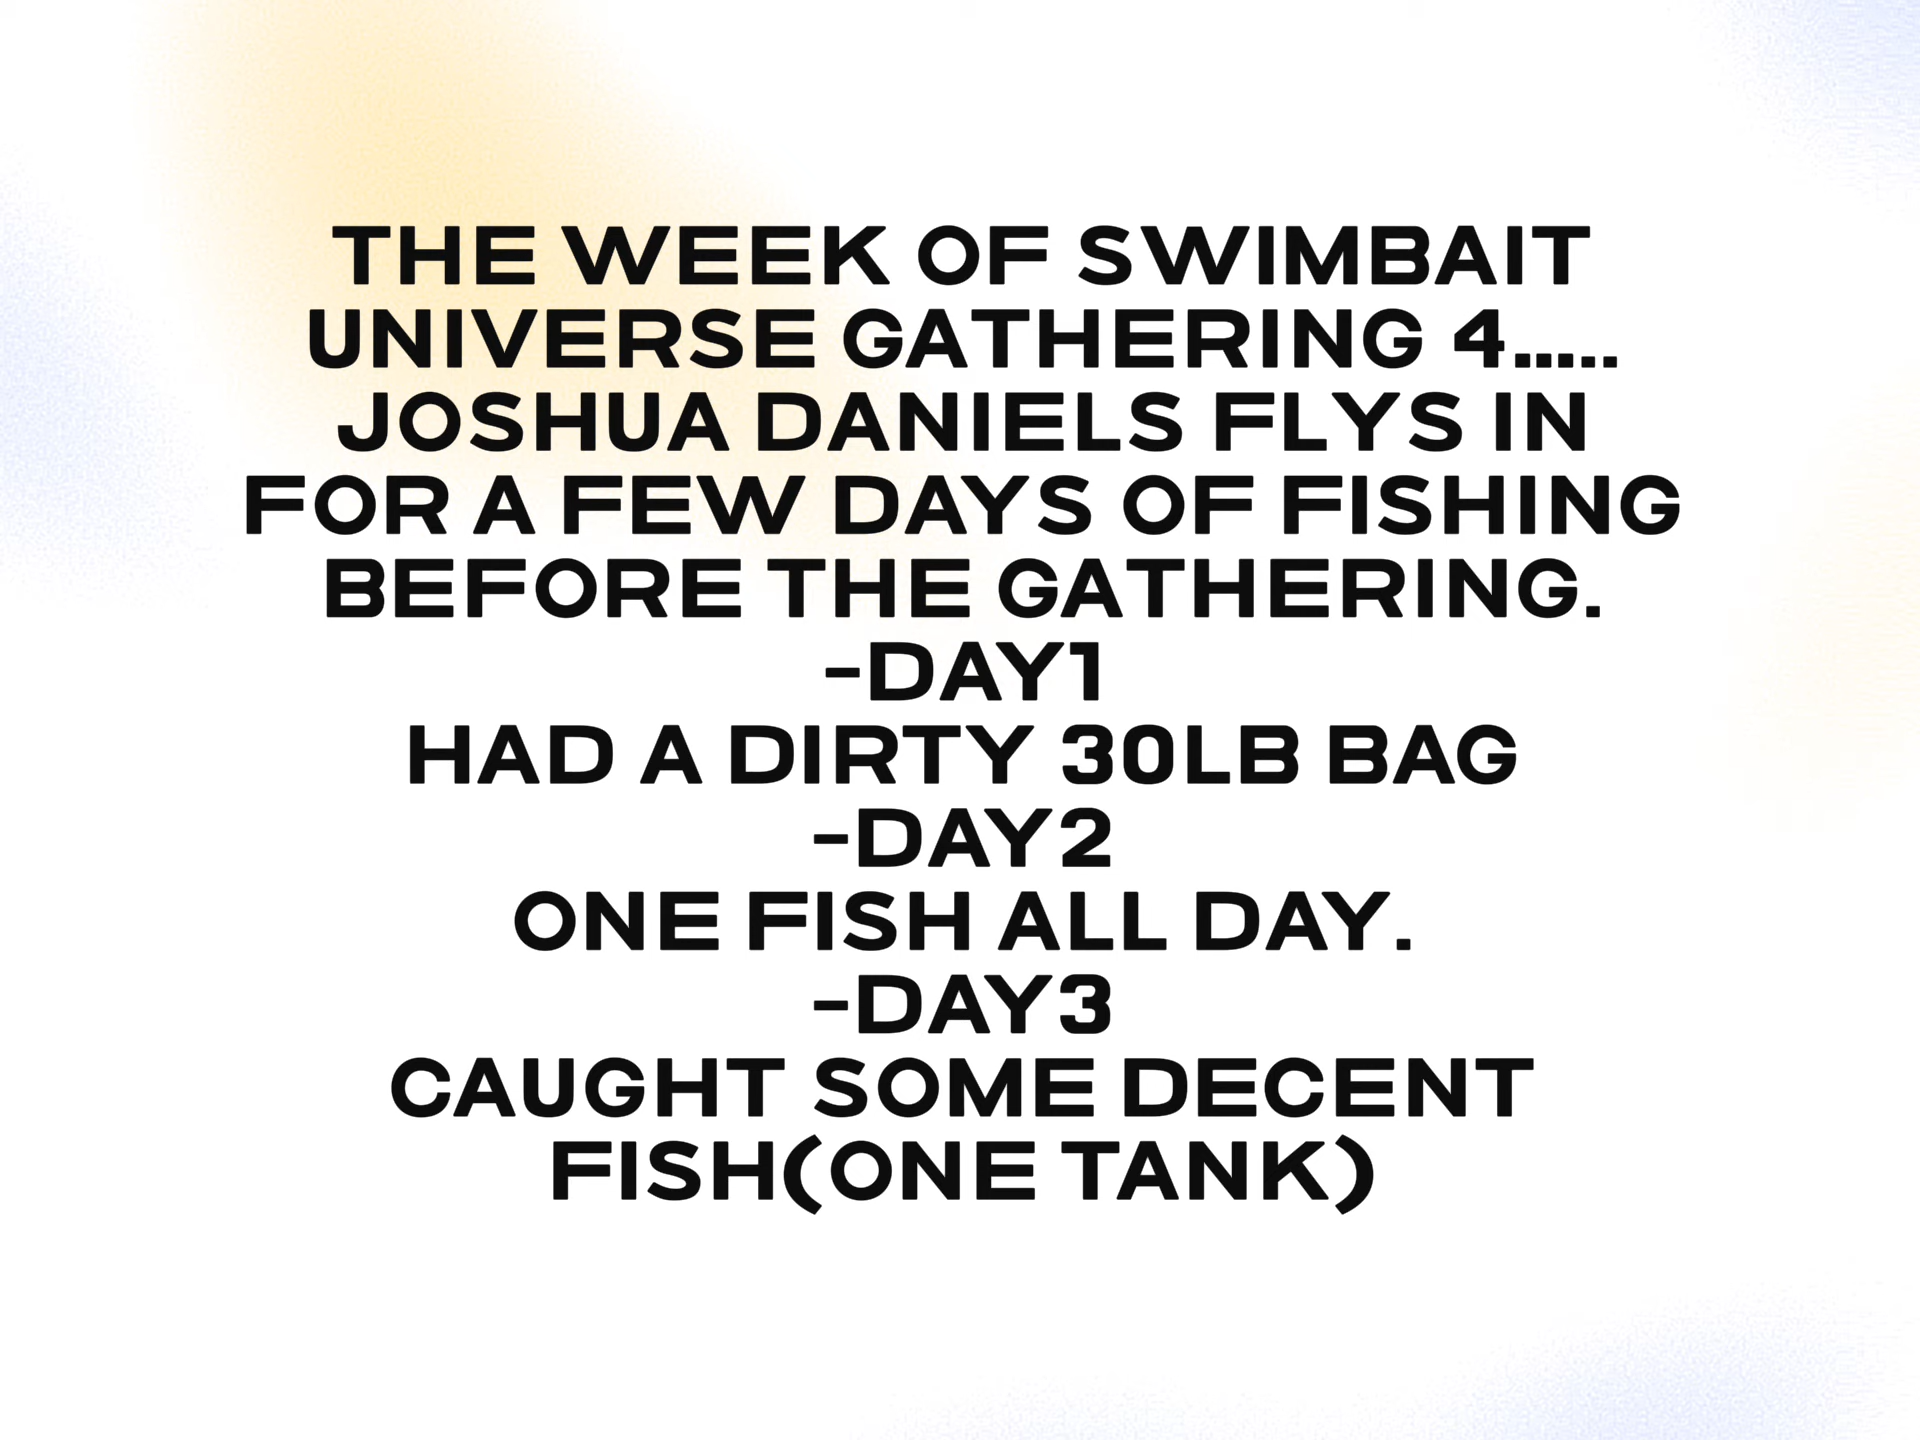 THE WEEK OF SWIMBAIT
UNIVERSE GATHERING 4.....
JOSHUA DANIELS FLYS IN
FOR A FEW DAYS OF FISHING
BEFORE THE GATHERING.
-DAY1
HAD A DIRTY 30LB BAG
-DAY2
ONE FISH ALL DAY.
-DAY3
CAUGHT SOME DECENT
FISH(ONE TANK)